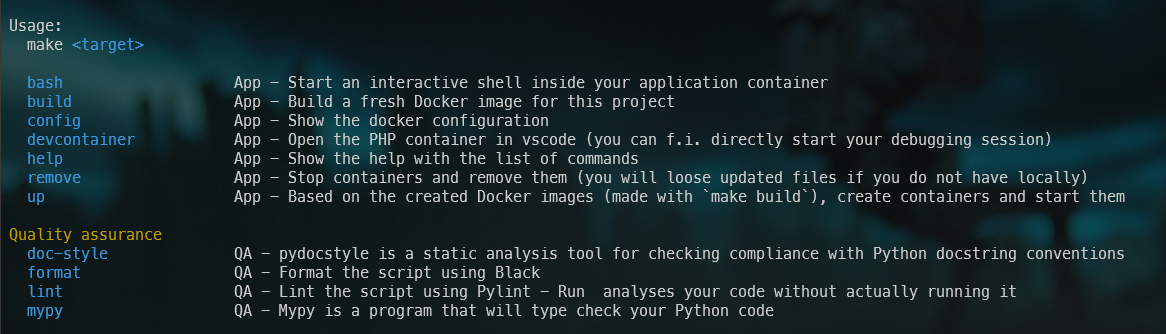 Usage:
make <target>
bash App - Start an interactive shell inside your application container
build App - Build a fresh Docker image for this project
config App - Show the docker configuration
devcontainer App - Open the PHP container in vscode (you can f.i. directly start your debugging session)
help App - Show the help with the list of commands
remove App - Stop containers and remove them (you will loose updated files if you do not have locally)
up App - Based on the created Docker images (made with `make build`), create containers and start them
Quality assurance
doc-style QA - pydocstyle is a static analysis tool for checking compliance with Python docstring conventions
format QA - Format the script using Black
lint QA - Lint the script using Pylint - Run  analyses your code without actually running it
mypy QA - Mypy is a program that will type check your Python code